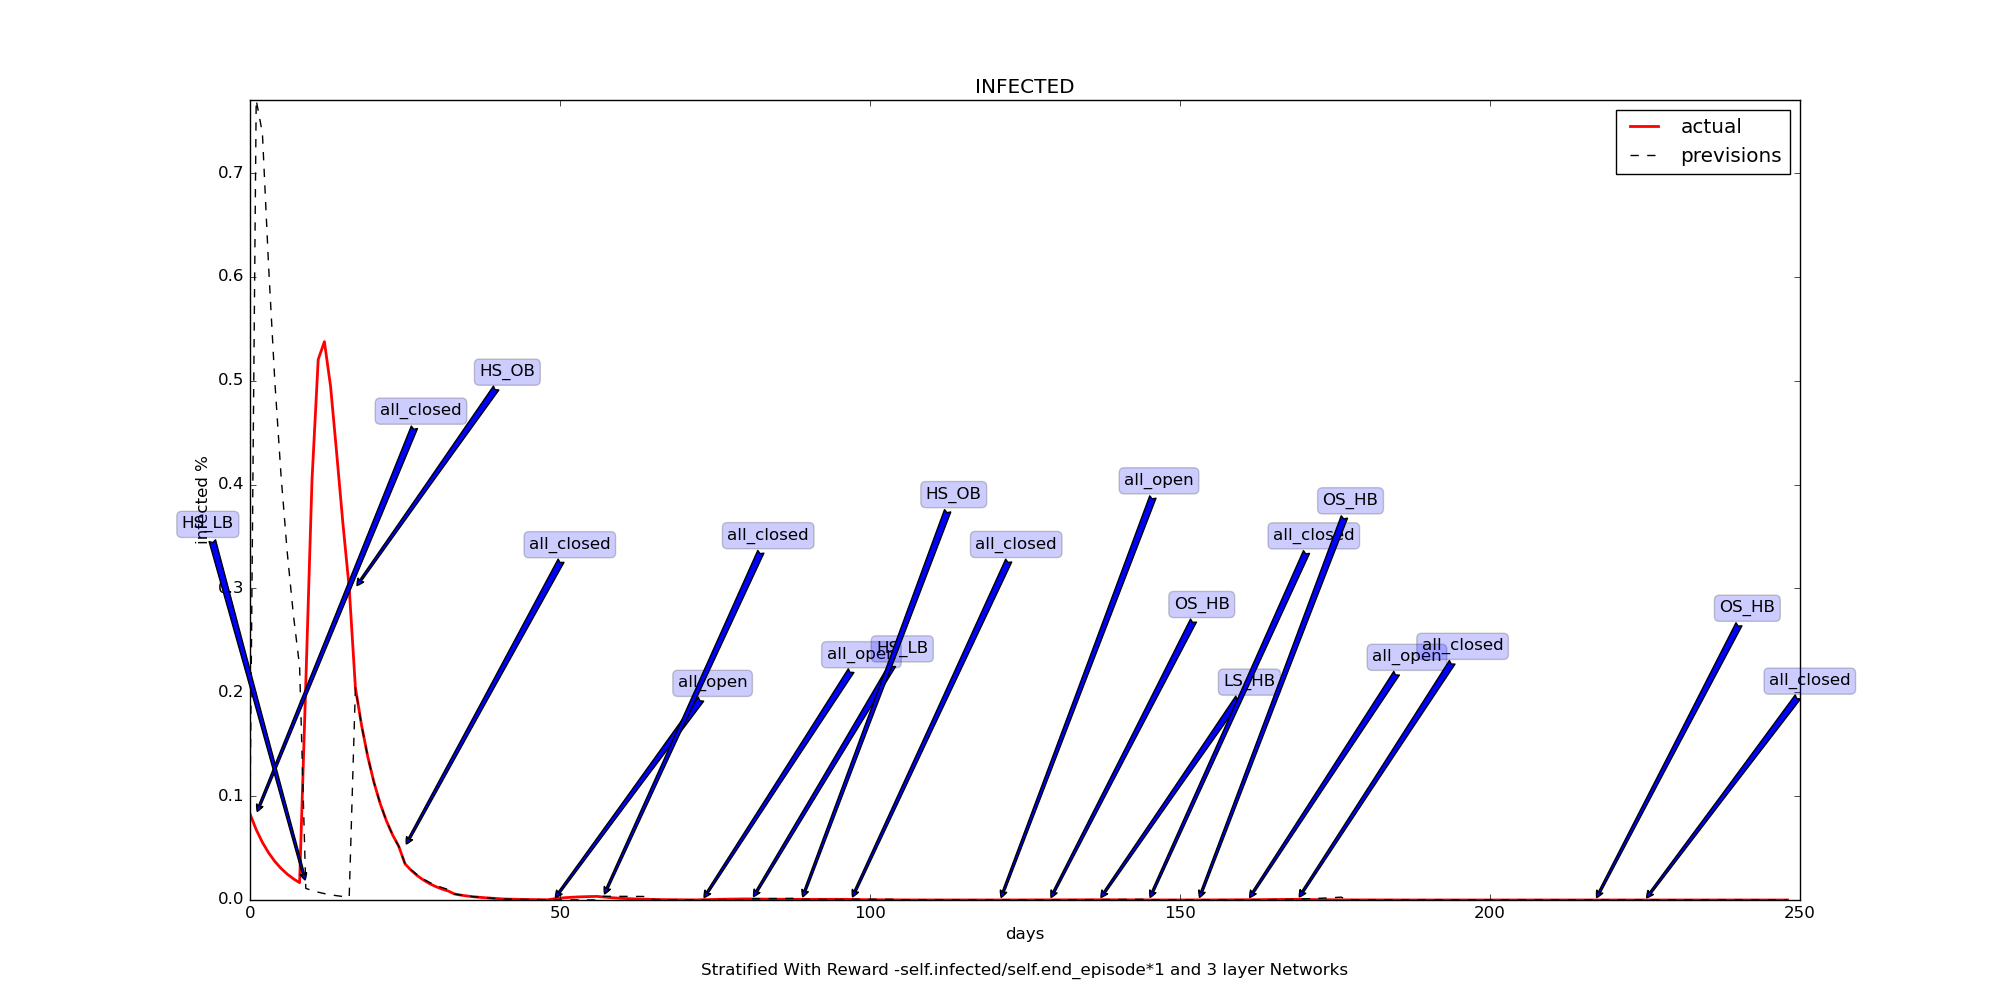 INFECTED
actual
previsions
infected %
0.7
0.6
0.5
0.4
0.3
0.2
0.1
0.0
HS_OB
all_closed
HS_LB
all_closed
all_closed
all_open
HS_OB
all_closed
all_open
HS_LB
all_open
OS_HB
all_closed
OS_HB
LS_HB
all_open
all_closed
OS_HB
all_closed
0
50
100
150
200
250
days
Stratified With Reward -self.infected/self.end_episode*1 and 3 layer Networks